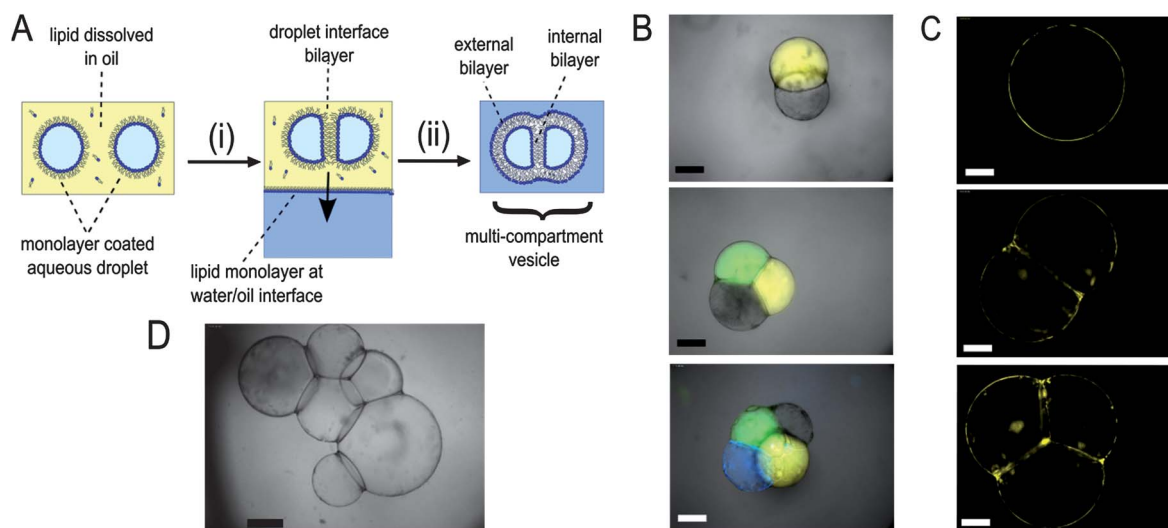 A
lipid dissolved
in oil
droplet interface
bilayer
external
bilayer
internal
bilayer
(i)
(ii)
monolayer coated
aqueous droplet
lipid monolayer at
water/oil interface
multi-compartment
vesicle
B
C
D